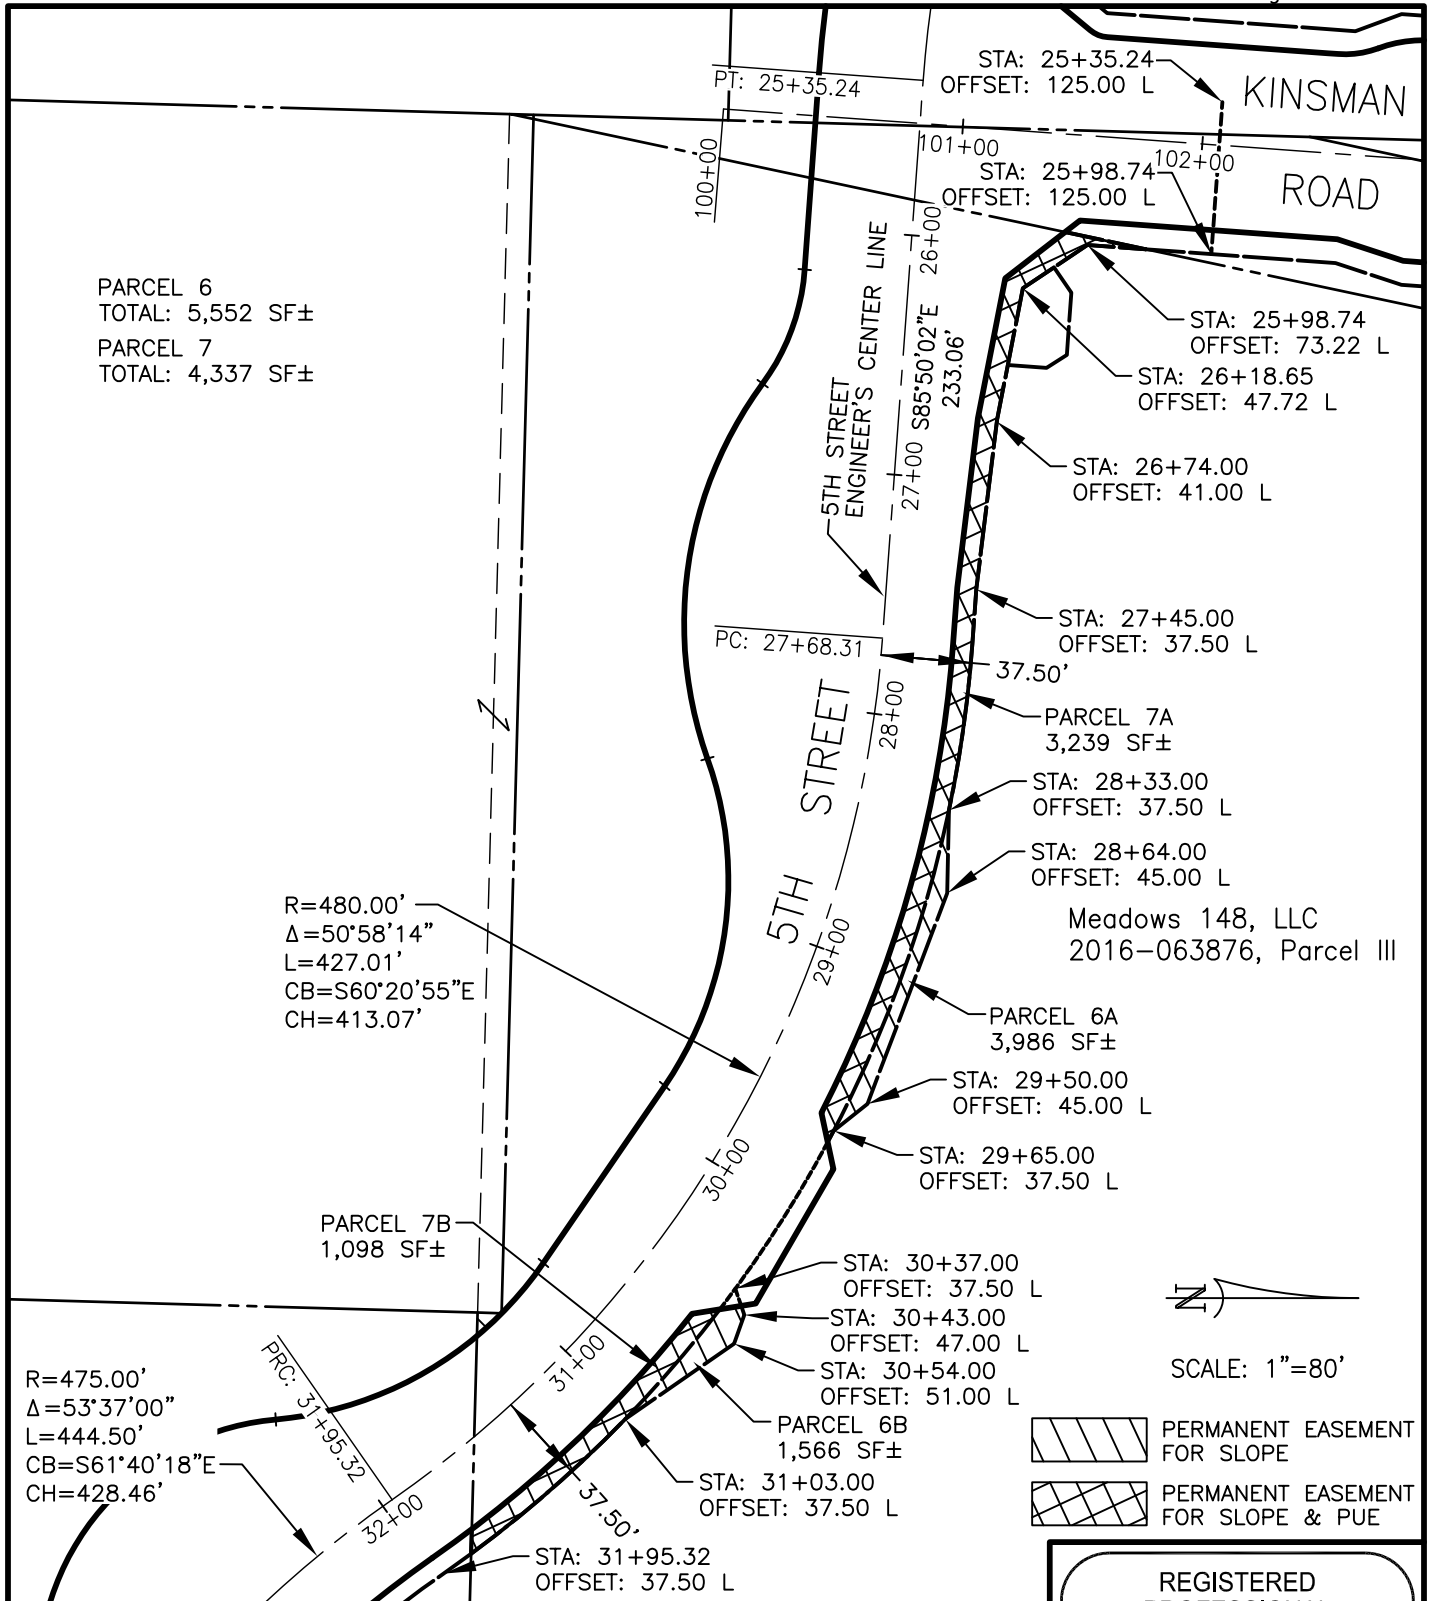 STA: 25+35.24
OFFSET: 125.00 L
KINSMAN
ROAD
PT: 25+35.24
100+00
101+00
102+00
STA: 25+98.74
OFFSET: 125.00 L
26+00
S85°50'02"E
233.06'
5TH STREET
ENGINEER'S CENTER LINE
27+00
PARCEL 6
TOTAL: 5,552 SF±
PARCEL 7
TOTAL: 4,337 SF±
STA: 25+98.74
OFFSET: 73.22 L
STA: 26+18.65
OFFSET: 47.72 L
STA: 26+74.00
OFFSET: 41.00 L
STA: 27+45.00
OFFSET: 37.50 L
PC: 27+68.31
37.50'
28+00
5TH STREET
PARCEL 7A
3,239 SF±
STA: 28+33.00
OFFSET: 37.50 L
STA: 28+64.00
OFFSET: 45.00 L
Meadows 148, LLC
2016-063876, Parcel III
R=480.00'
Δ=50°58'14"
L=427.01'
CB=S60°20'55"E
CH=413.07'
29+00
PARCEL 6A
3,986 SF±
STA: 29+50.00
OFFSET: 45.00 L
STA: 29+65.00
OFFSET: 37.50 L
30+00
PARCEL 7B
1,098 SF±
STA: 30+37.00
OFFSET: 37.50 L
STA: 30+43.00
OFFSET: 47.00 L
STA: 30+54.00
OFFSET: 51.00 L
PARCEL 6B
1,566 SF±
31+00
STA: 31+03.00
OFFSET: 37.50 L
37.50'
PRC: 31+95.32
32+00
STA: 31+95.32
OFFSET: 37.50 L
R=475.00'
Δ=53°37'00"
L=444.50'
CB=S61°40'18"E
CH=428.46'
N
SCALE: 1"=80'
PERMANENT EASEMENT
FOR SLOPE
PERMANENT EASEMENT
FOR SLOPE & PUE
REGISTERED